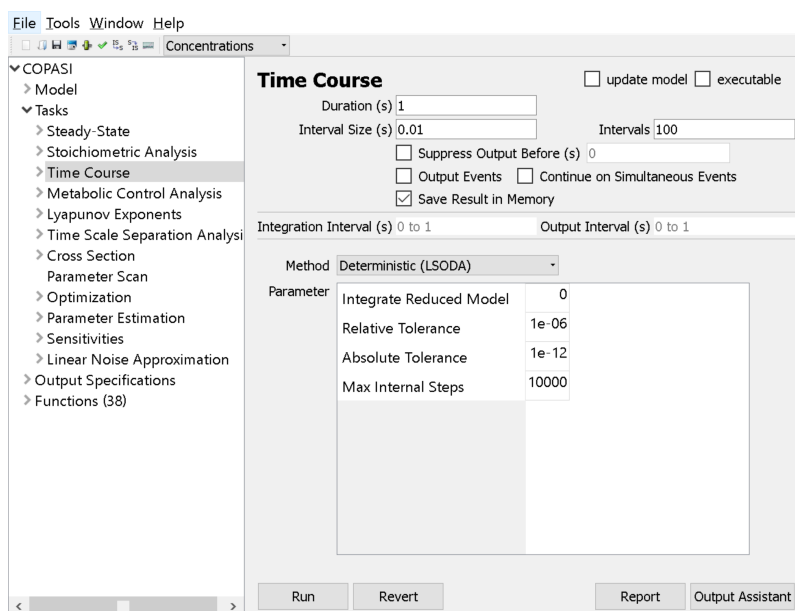 File Tools Window Help
Concentrations
COPASI
Model
Tasks
Steady-State
Stoichiometric Analysis
Time Course
Metabolic Control Analysis
Lyapunov Exponents
Time Scale Separation Analysi
Cross Section
Parameter Scan
Optimization
Parameter Estimation
Sensitivities
Linear Noise Approximation
Output Specifications
Functions (38)
Time Course
update model
executable
Duration (s) 1
Interval Size (s) 0.01
Intervals 100
Suppress Output Before (s) 0
Output Events
Continue on Simultaneous Events
Save Result in Memory
Integration Interval (s) 0 to 1
Output Interval (s) 0 to 1
Method Deterministic (LSODA)
Parameter
Integrate Reduced Model 0
Relative Tolerance 1e-06
Absolute Tolerance 1e-12
Max Internal Steps 10000
Run
Revert
Report
Output Assistant